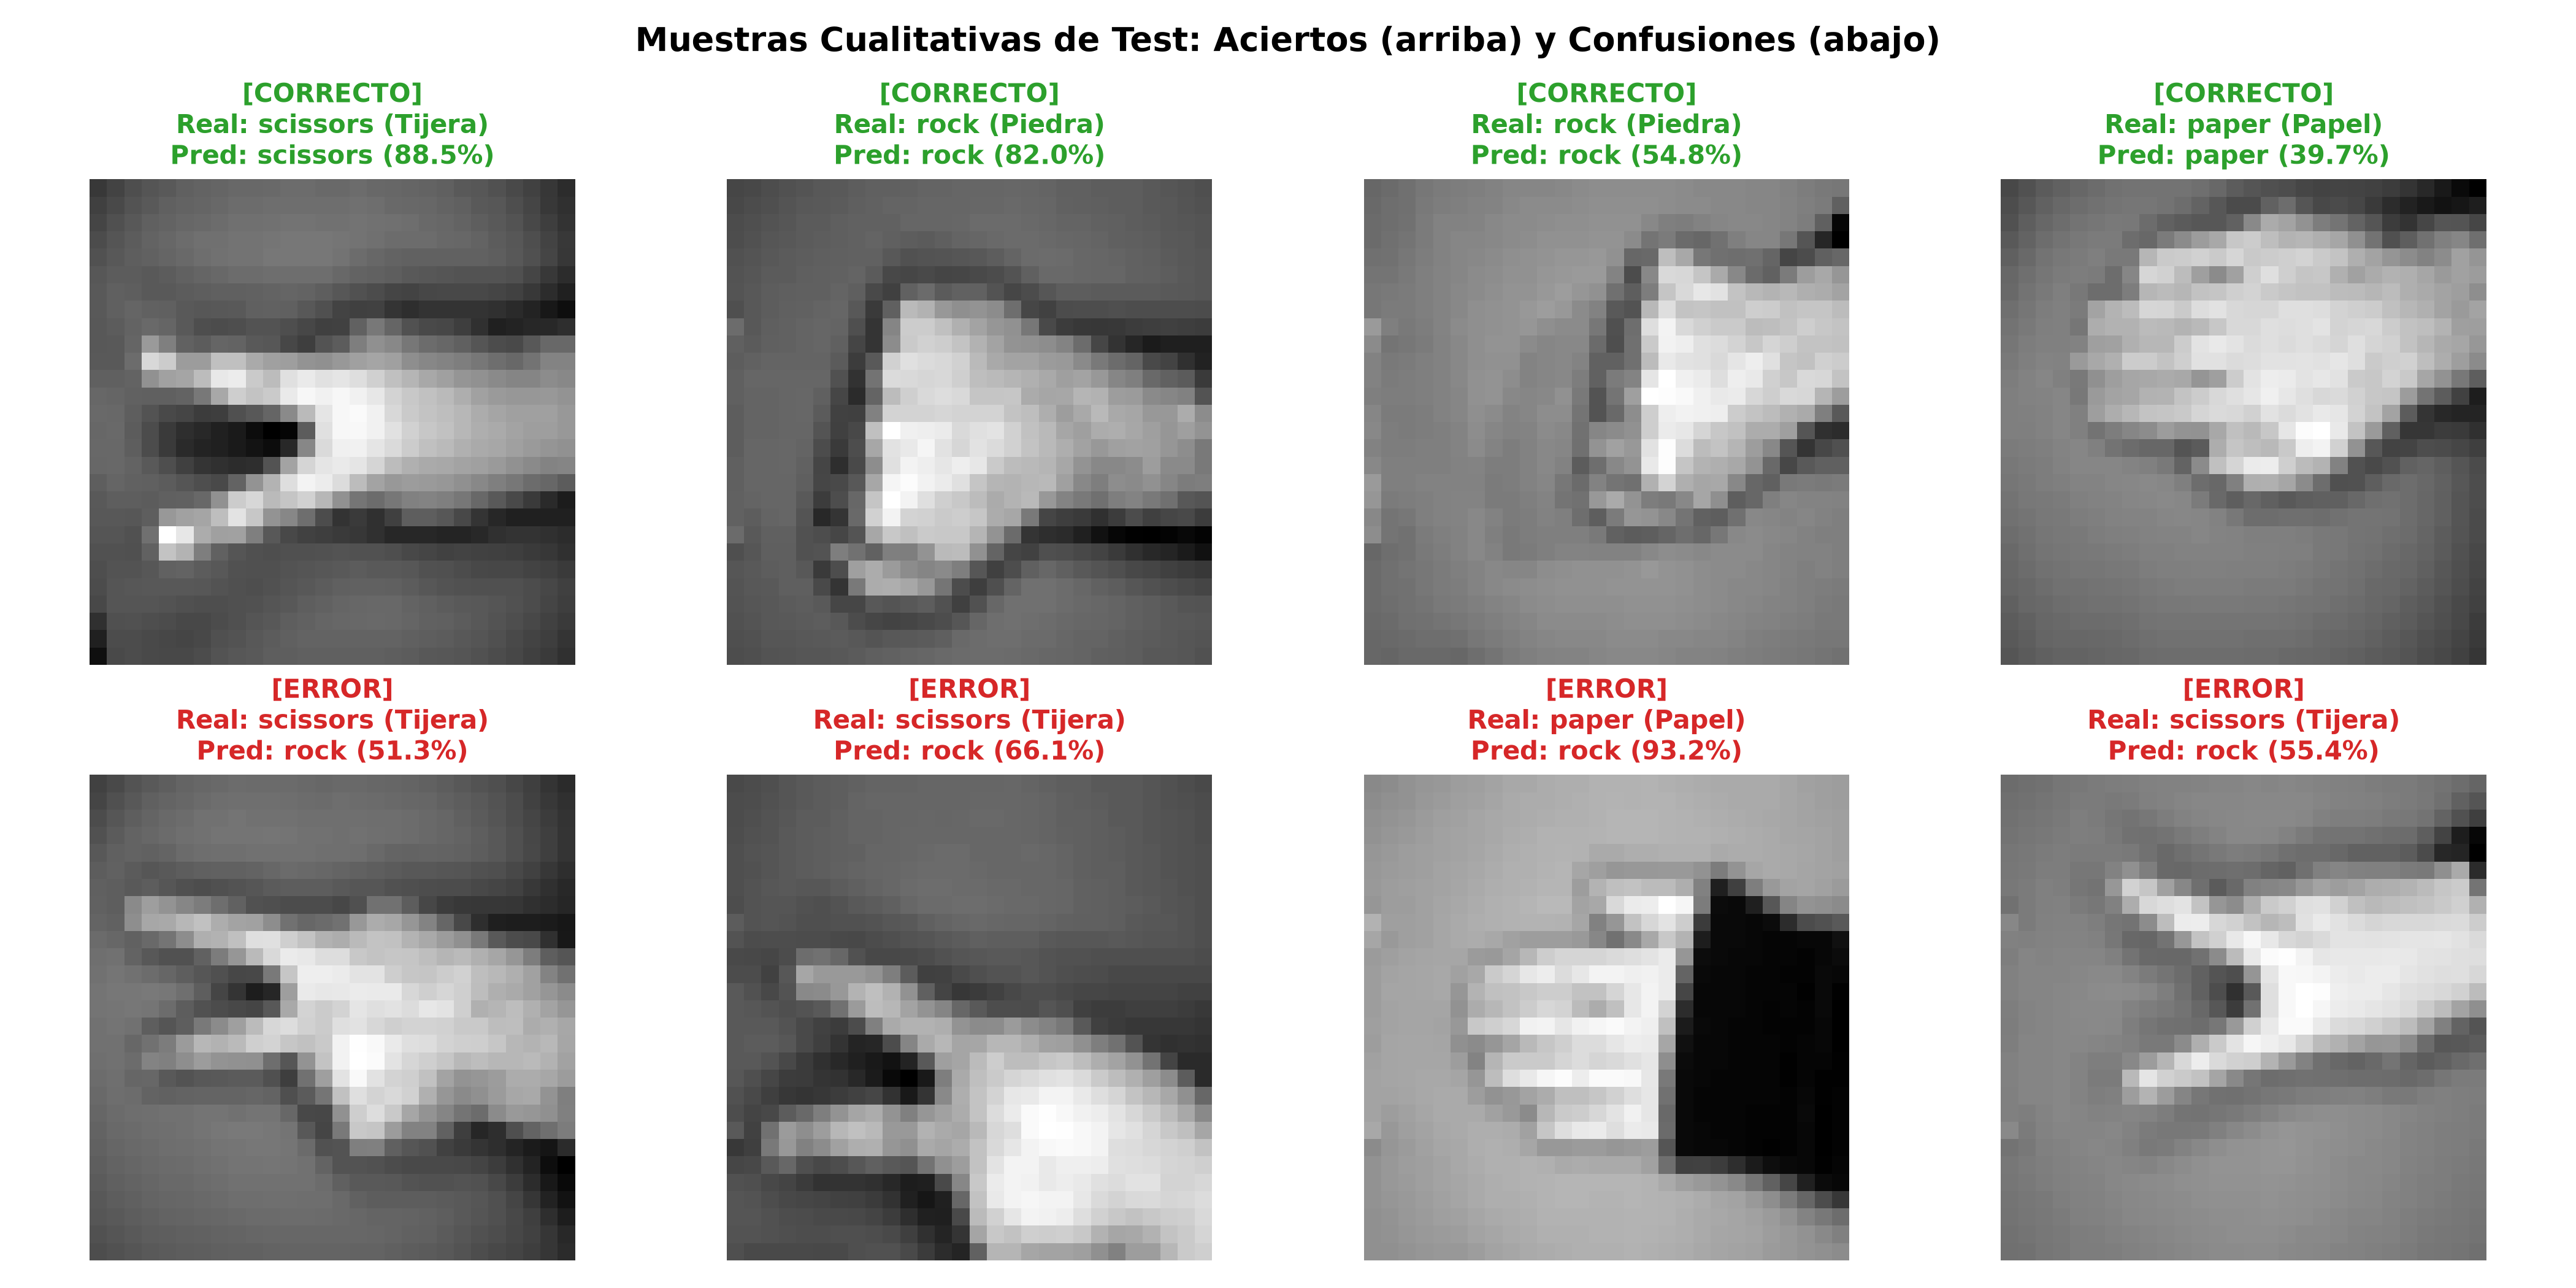 Muestras Cualitativas de Test: Aciertos (arriba) y Confusiones (abajo)
[CORRECTO]
Real: scissors (Tijera)
Pred: scissors (88.5%)
[CORRECTO]
Real: rock (Piedra)
Pred: rock (82.0%)
[CORRECTO]
Real: rock (Piedra)
Pred: rock (54.8%)
[CORRECTO]
Real: paper (Papel)
Pred: paper (39.7%)
[ERROR]
Real: scissors (Tijera)
Pred: rock (51.3%)
[ERROR]
Real: scissors (Tijera)
Pred: rock (66.1%)
[ERROR]
Real: paper (Papel)
Pred: rock (93.2%)
[ERROR]
Real: scissors (Tijera)
Pred: rock (55.4%)